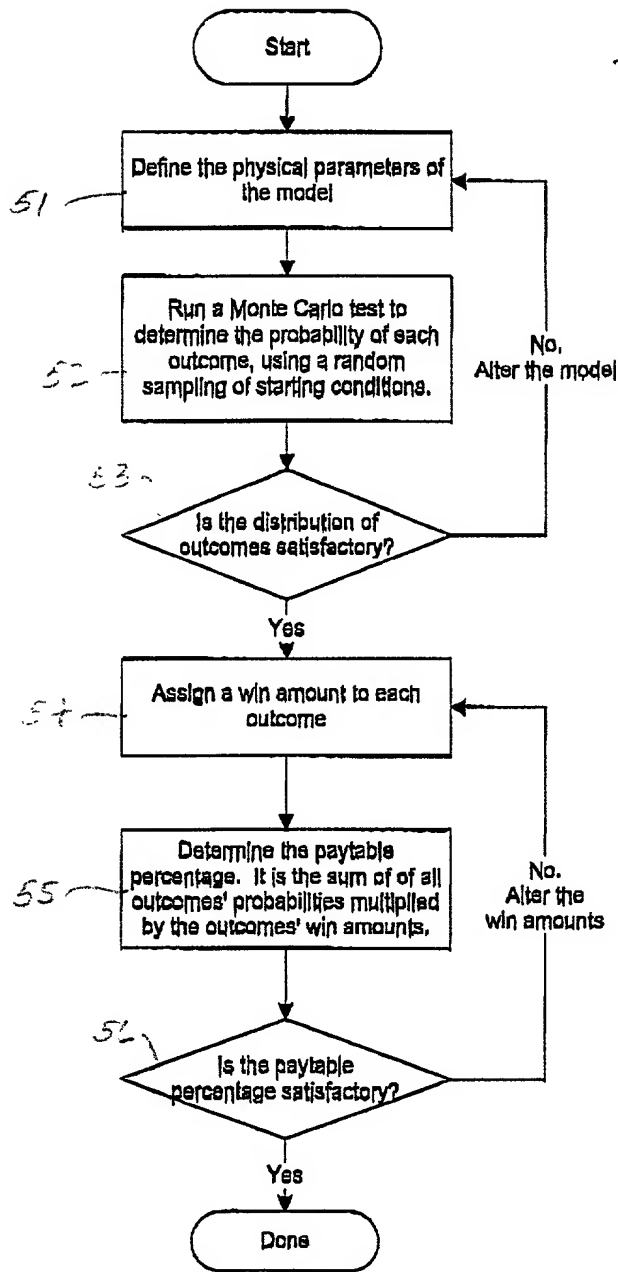 Start
Define the physical parameters of
the model
51
Run a Monte Carlo test to
determine the probability of each
outcome, using a random
sampling of starting conditions.
52
No.
Alter the model
53
Is the distribution of
outcomes satisfactory?
Yes
Assign a win amount to each
outcome
54
Determine the paytable
percentage. It is the sum of of all
outcomes' probabilities multiplied
by the outcomes' win amounts.
55
No.
Alter the
win amounts
56
Is the paytable
percentage satisfactory?
Yes
Done